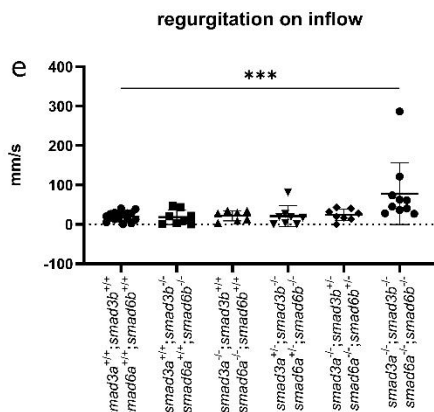 regurgitation on inflow
e
***
mm/s
400
300
200
100
0
-100
smad3a+/+;smad3b+/+
smad6a+/+;smad6b+/+
smad3a+/+;smad3b-/-
smad6a+/+;smad6b-/-
smad3a-/-;smad3b+/+
smad6a-/-;smad6b+/+
smad3a+/-;smad3b-/-
smad6a+/-;smad6b-/-
smad3a-/-;smad3b+/-
smad6a-/-;smad6b+/-
smad3a-/-;smad3b-/-
smad6a-/-;smad6b-/-